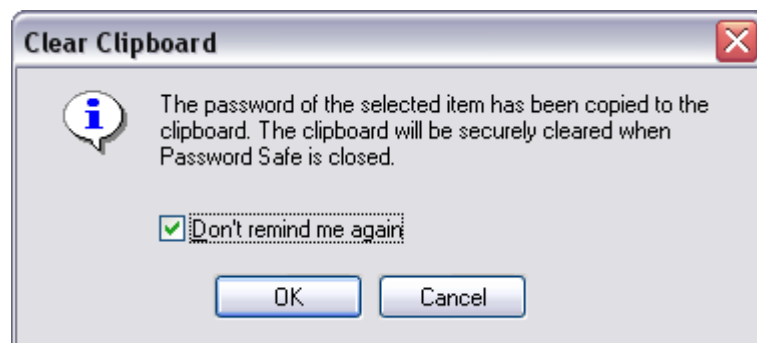 Clear Clipboard
The password of the selected item has been copied to the
clipboard. The clipboard will be securely cleared when
Password Safe is closed.
Don't remind me again
OK
Cancel